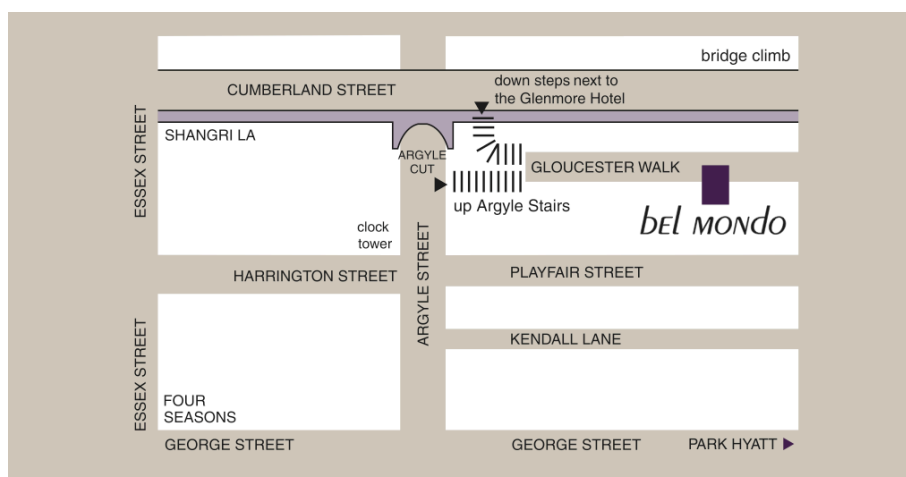 bridge climb
CUMBERLAND STREET
down steps next to
the Glenmore Hotel
ESSEX STREET
SHANGRI LA
ARGYLE
CUT
GLOUCESTER WALK
up Argyle Stairs
bEl MONdo
clock
tower
ARGYLE STREET
HARRINGTON STREET
PLAYFAIR STREET
KENDALL LANE
ESSEX STREET
FOUR
SEASONS
GEORGE STREET
GEORGE STREET
PARK HYATT